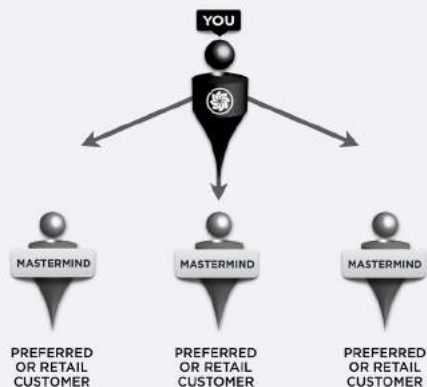 YOU
MASTERMIND
MASTERMIND
MASTERMIND
PREFERRED
OR RETAIL
CUSTOMER
PREFERRED
OR RETAIL
CUSTOMER
PREFERRED
OR RETAIL
CUSTOMER